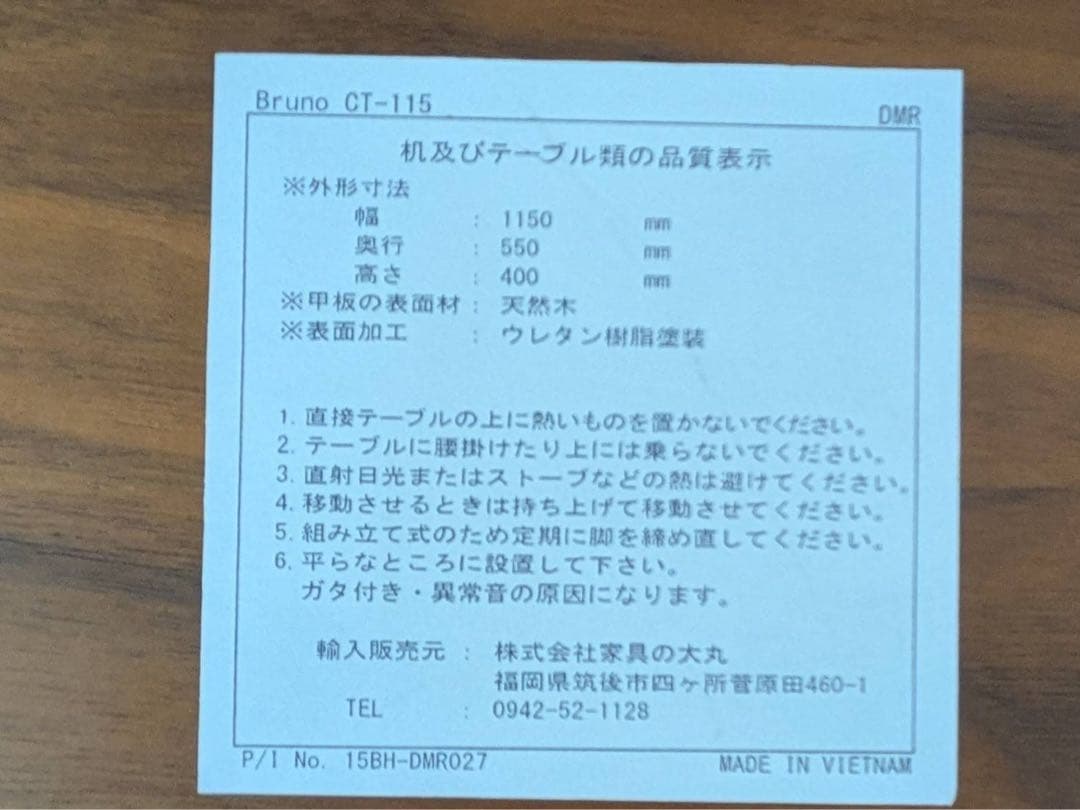 Bruno CT-115
DMR
机及びテーブル類の品質表示
※外形寸法
幅 : 1150 mm
奥行 : 550 mm
高さ : 400 mm
※甲板の表面材 : 天然木
※表面加工 : ウレタン樹脂塗装
1. 直接テーブルの上に熱いものを置かないでください。
2. テーブルに腰掛けたり上には乗らないでください。
3. 直射日光またはストーブなどの熱は避けてください。
4. 移動させるときは持ち上げて移動させてください。
5. 組み立て式のため定期に脚を締め直してください。
6. 平らなところに設置して下さい。
ガタ付き・異常音の原因になります。
輸入販売元 : 株式会社家具の大丸
福岡県筑後市四ヶ所菅原田460-1
TEL : 0942-52-1128
P/I No. 15BH-DMR027
MADE IN VIETNAM